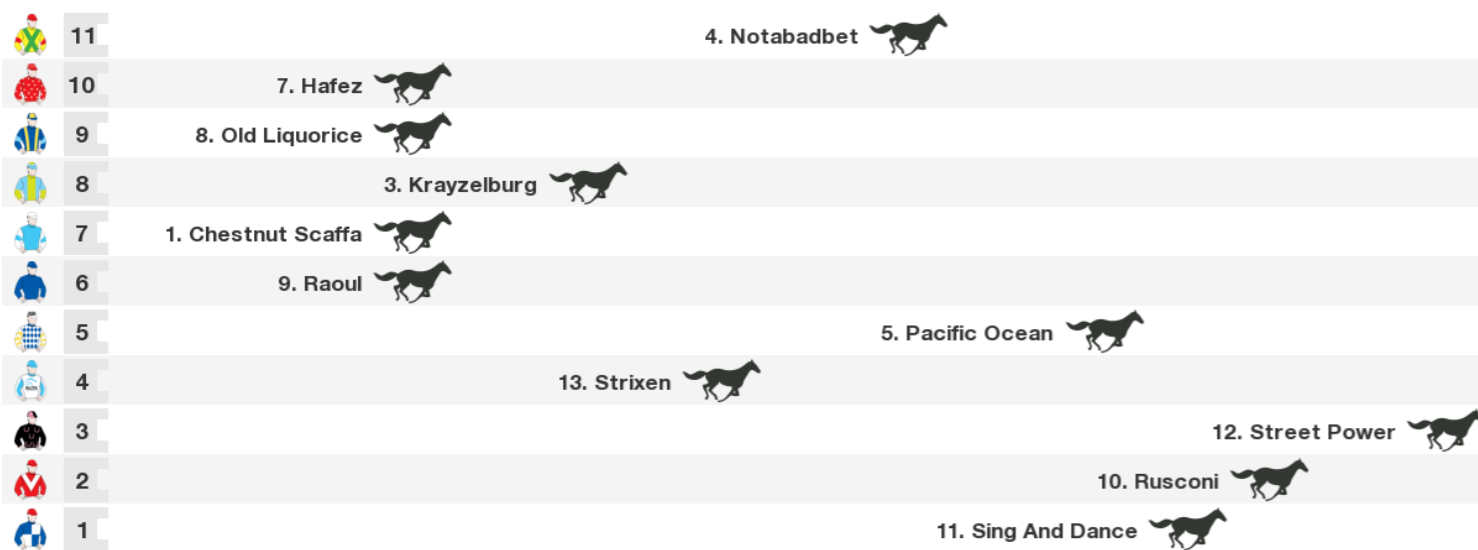 11 4. Notabadbet
10 7. Hafez
9 8. Old Liquorice
8 3. Krayzelburg
7 1. Chestnut Scaffa
6 9. Raoul
5 5. Pacific Ocean
4 13. Strixen
3 12. Street Power
2 10. Rusconi
1 11. Sing And Dance